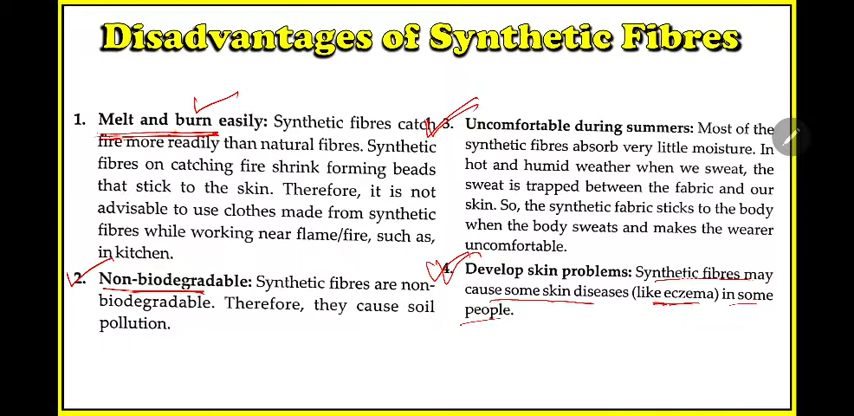 Disadvantages of Synthetic Fibres
1. Melt and burn easily: Synthetic fibres catch
fire more readily than natural fibres. Synthetic
fibres on catching fire shrink forming beads
that stick to the skin. Therefore, it is not
advisable to use clothes made from synthetic
fibres while working near flame/fire, such as,
in kitchen.
2. Non-biodegradable: Synthetic fibres are non-
biodegradable. Therefore, they cause soil
pollution.
3. Uncomfortable during summers: Most of the
synthetic fibres absorb very little moisture. In
hot and humid weather when we sweat, the
sweat is trapped between the fabric and our
skin. So, the synthetic fabric sticks to the body
when the body sweats and makes the wearer
uncomfortable.
4. Develop skin problems: Synthetic fibres may
cause some skin diseases (like eczema) in some
people.